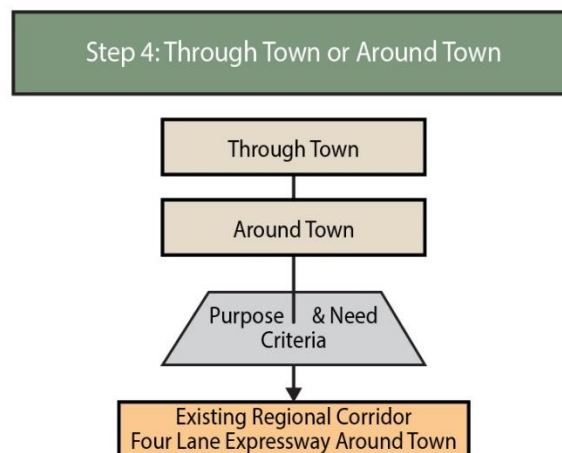 Step 4: Through Town or Around Town
Through Town
Around Town
Purpose & Need
Criteria
Existing Regional Corridor
Four Lane Expressway Around Town